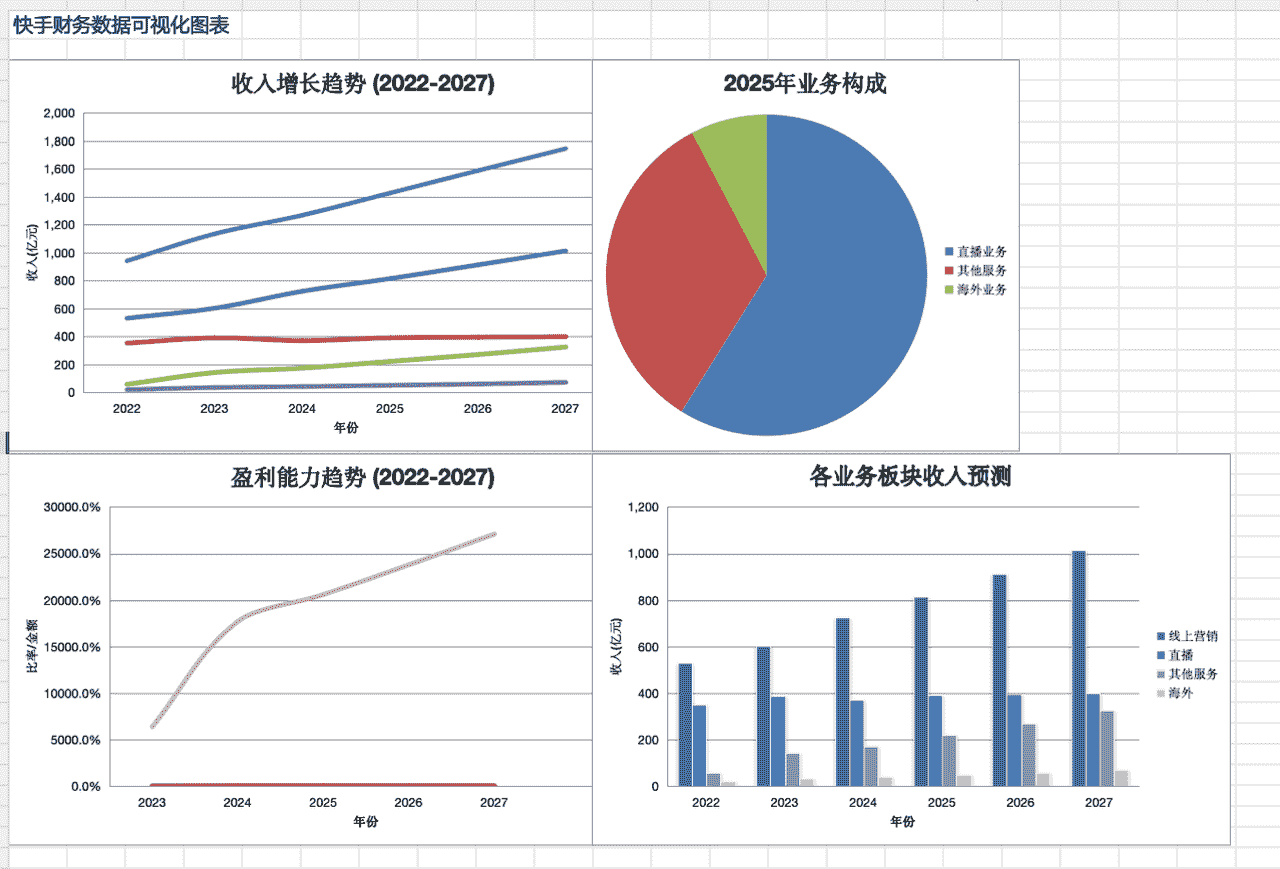 快手财务数据可视化图表
收入增长趋势 (2022-2027)
2,000
1,800
1,600
1,400
1,200
1,000
800
600
400
200
0
收入(亿元)
2022 2023 2024 2025 2026 2027
年份
2025年业务构成
直播业务
其他服务
海外业务
盈利能力趋势 (2022-2027)
30000.0%
25000.0%
20000.0%
15000.0%
10000.0%
5000.0%
0.0%
比率/金额
2023 2024 2025 2026 2027
年份
各业务板块收入预测
1,200
1,000
800
600
400
200
0
收入(亿元)
2022 2023 2024 2025 2026 2027
年份
线上营销
直播
其他服务
海外